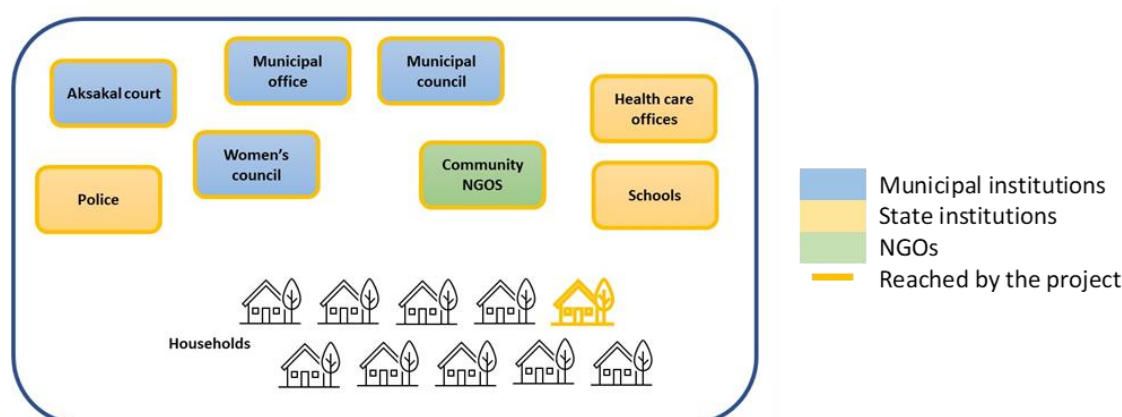 Municipal
office
Municipal
council
Aksakal court
Health care
offices
Women's
council
Community
NGOS
Police
Schools
Households
Municipal institutions
State institutions
NGOs
Reached by the project